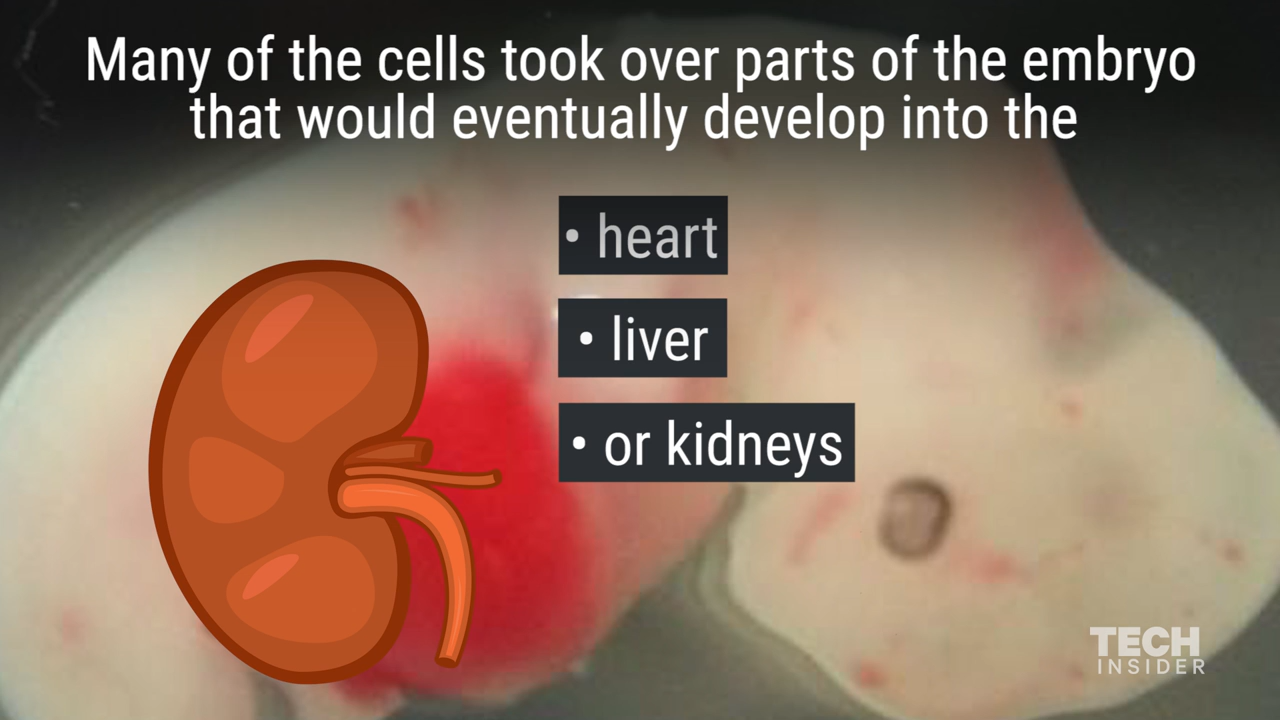 Many of the cells took over parts of the embryo
that would eventually develop into the
• heart
• liver
• or kidneys
TECH
INSIDER